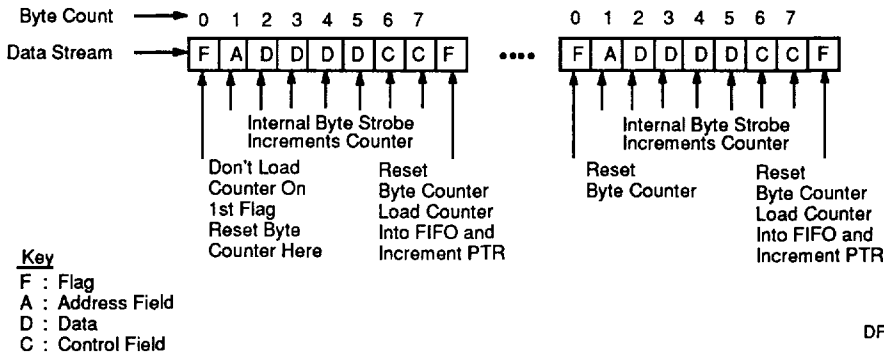 Byte Count 0 1 2 3 4 5 6 7 0 1 2 3 4 5 6 7
Data Stream F A D D D D C C F •••• F A D D D D C C F
Internal Byte Strobe
Increments Counter
Don't Load
Counter On
1st Flag
Reset Byte
Counter Here
Reset
Byte Counter
Load Counter
Into FIFO and
Increment PTR
Internal Byte Strobe
Increments Counter
Reset
Byte Counter
Reset
Byte Counter
Load Counter
Into FIFO and
Increment PTR
Key
F : Flag
A : Address Field
D : Data
C : Control Field